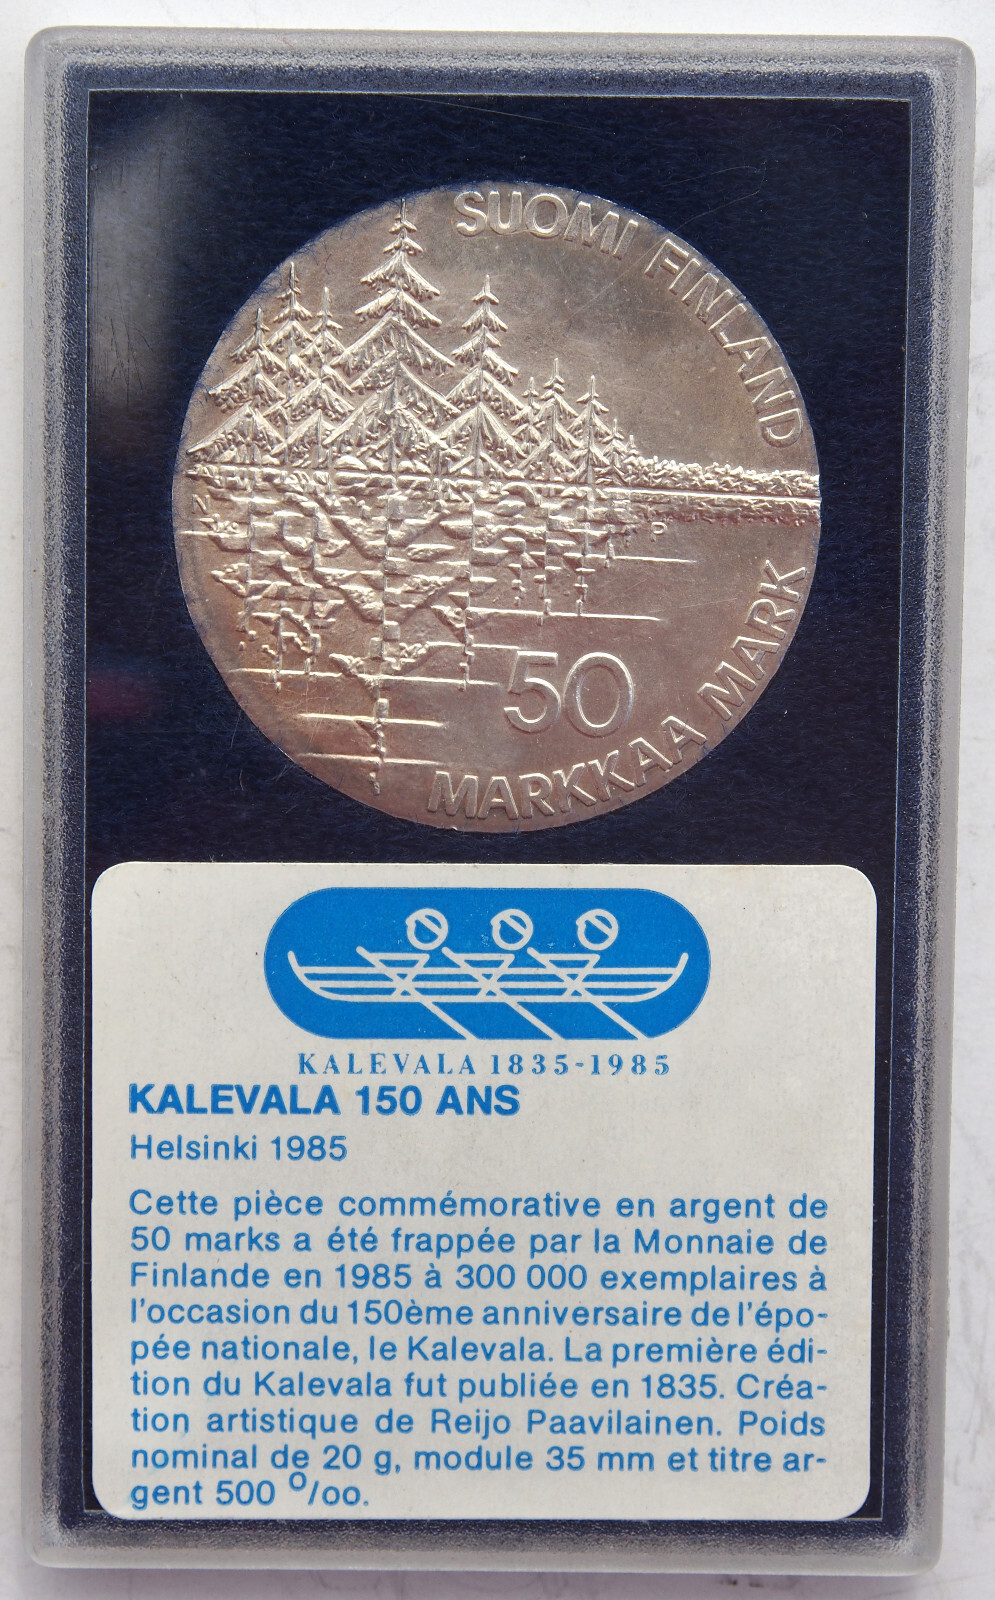 SUOMI FINLAND
N
P
50
MARKKAA MARK
KALEVALA 1835-1985
KALEVALA 150 ANS
Helsinki 1985
Cette pièce commémorative en argent de
50 marks a été frappée par la Monnaie de
Finlande en 1985 à 300 000 exemplaires à
l'occasion du 150ème anniversaire de l'épo-
pée nationale, le Kalevala. La première édi-
tion du Kalevala fut publiée en 1835. Créa-
tion artistique de Reijo Paavilainen. Poids
nominal de 20 g, module 35 mm et titre ar-
gent 500 º/oo.